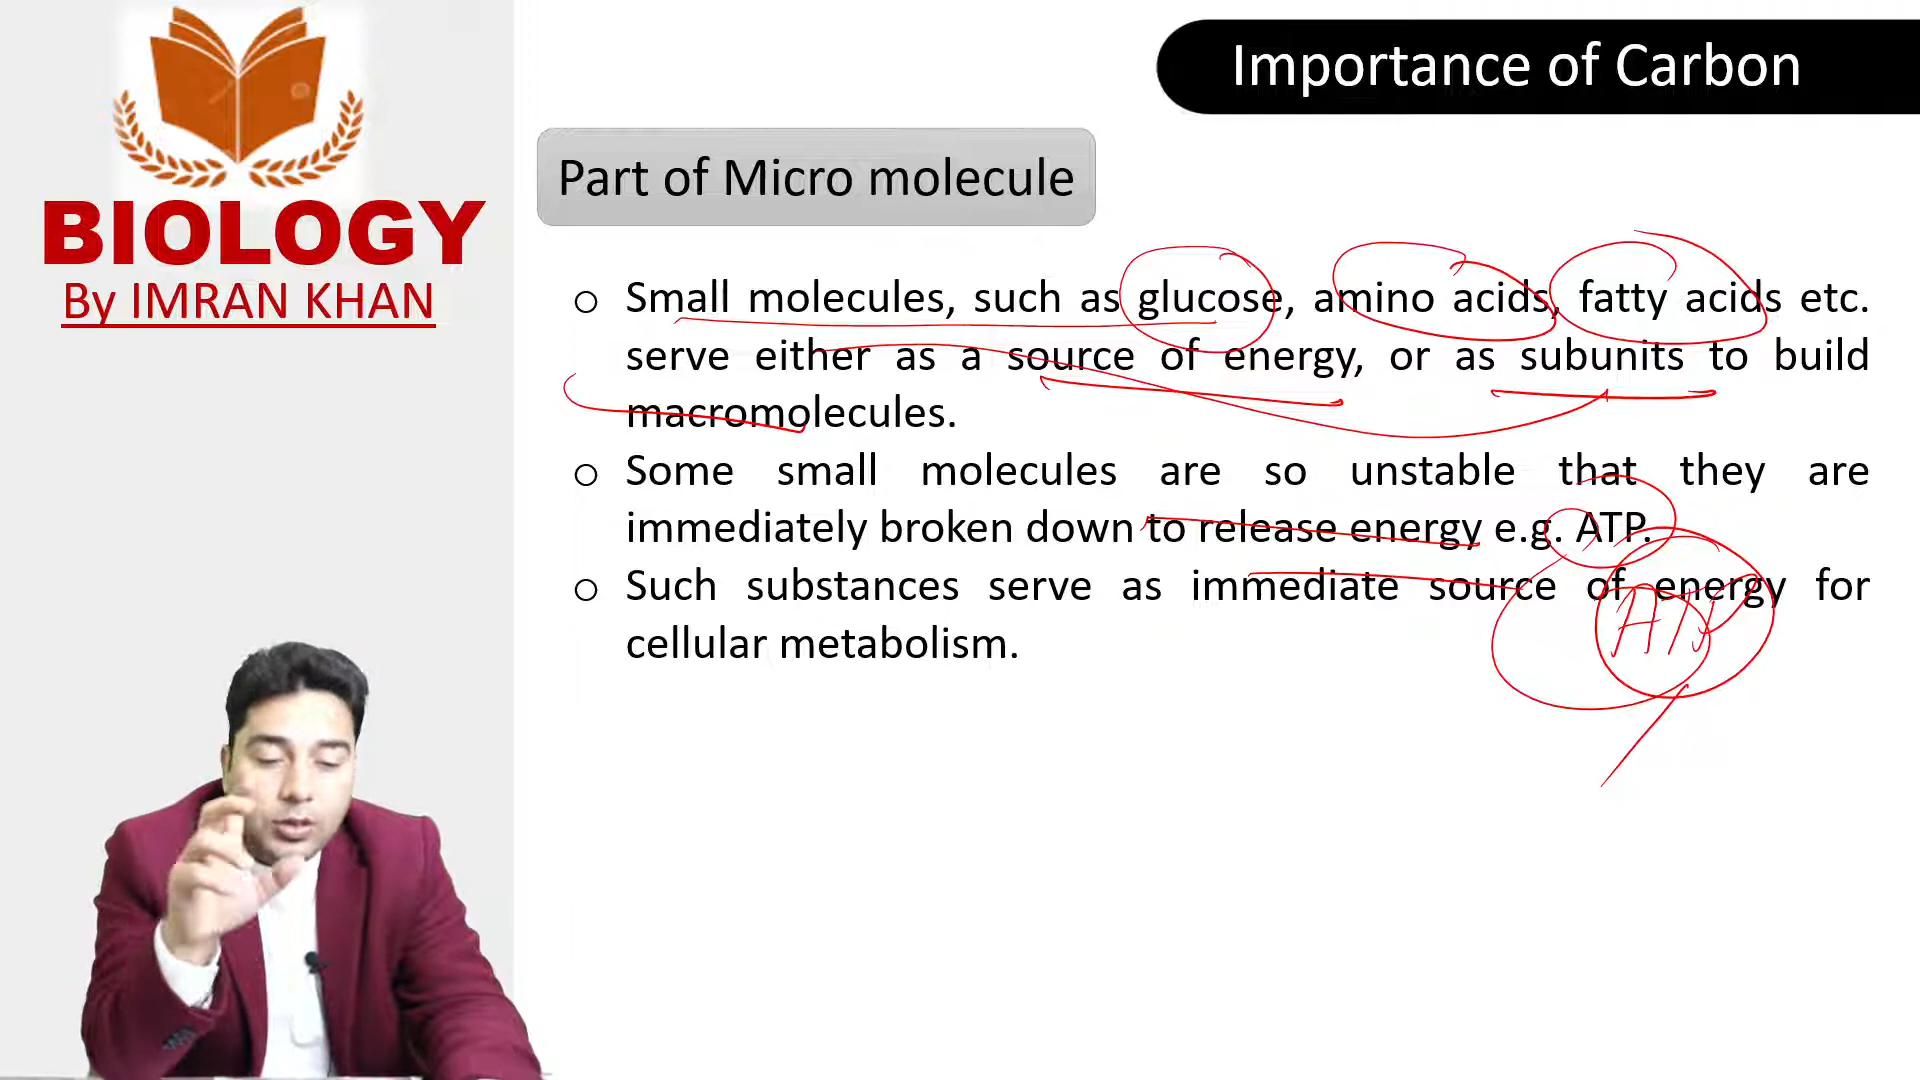 Importance of Carbon
BIOLOGY
By IMRAN KHAN
Part of Micro molecule
○ Small molecules, such as glucose, amino acids, fatty acids etc.
serve either as a source of energy, or as subunits to build
macromolecules.
○ Some small molecules are so unstable that they are
immediately broken down to release energy e.g. ATP.
○ Such substances serve as immediate source of energy for
cellular metabolism.
ATP